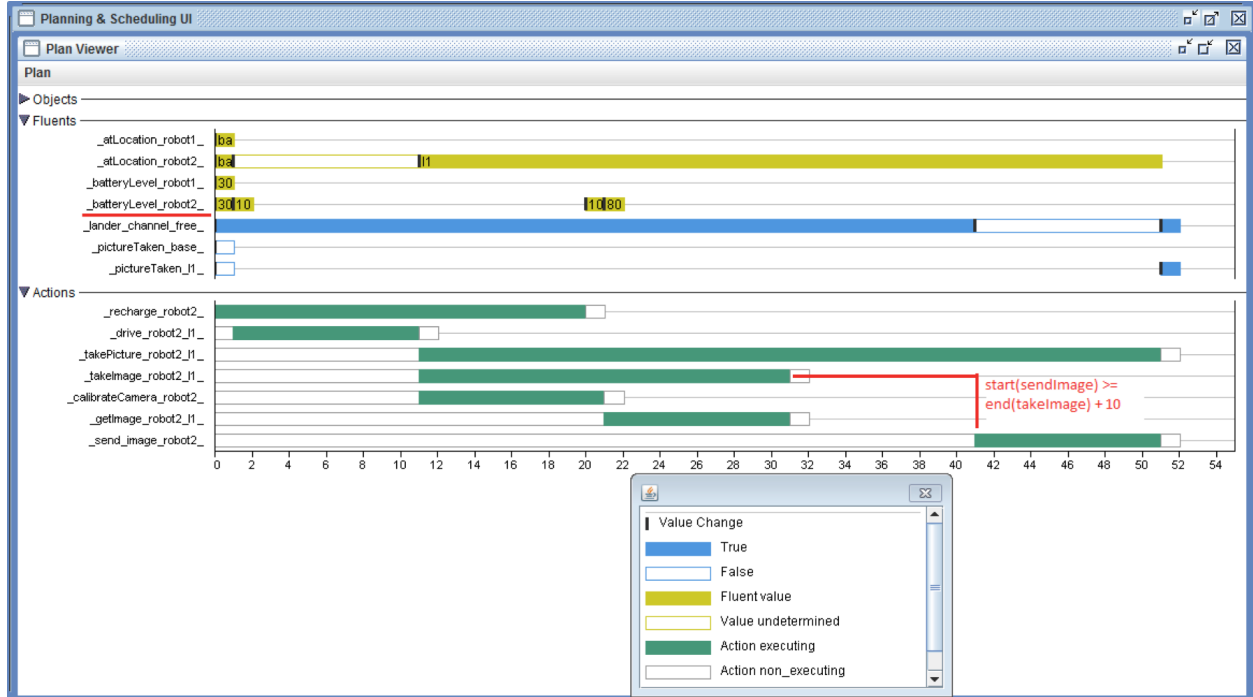 Planning & Scheduling UI
Plan Viewer
Plan
Objects
Fluents
_atLocation_robot1_ ba
_atLocation_robot2_ ba l1
_batteryLevel_robot1_ 30
_batteryLevel_robot2_ 30 10 10 80
_lander_channel_free_
_pictureTaken_base_
_pictureTaken_l1_
Actions
_recharge_robot2_
_drive_robot2_l1_
_takePicture_robot2_l1_
_takeImage_robot2_l1_
start(sendImage) >=
end(takeImage) + 10
_calibrateCamera_robot2_
_getImage_robot2_l1_
_send_image_robot2_
0 2 4 6 8 10 12 14 16 18 20 22 24 26 28 30 32 34 36 38 40 42 44 46 48 50 52 54
Value Change
True
False
Fluent value
Value undetermined
Action executing
Action non_executing